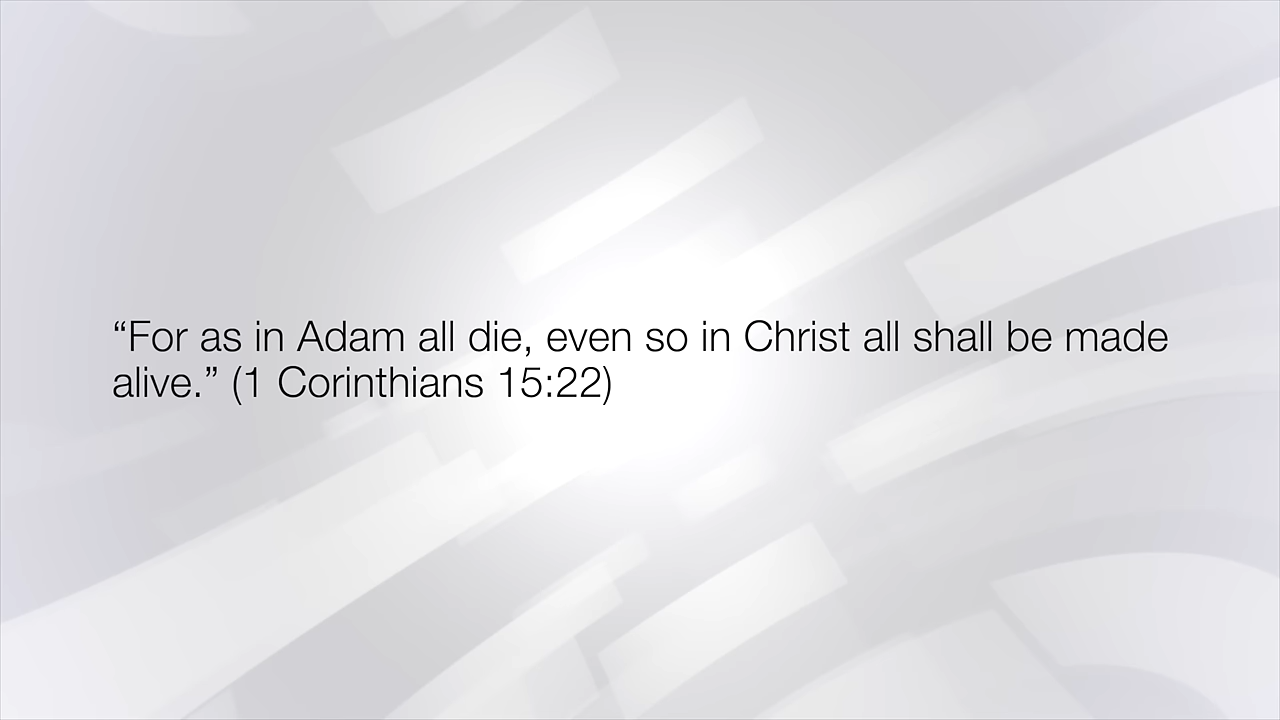 “For as in Adam all die, even so in Christ all shall be made
alive.” (1 Corinthians 15:22)